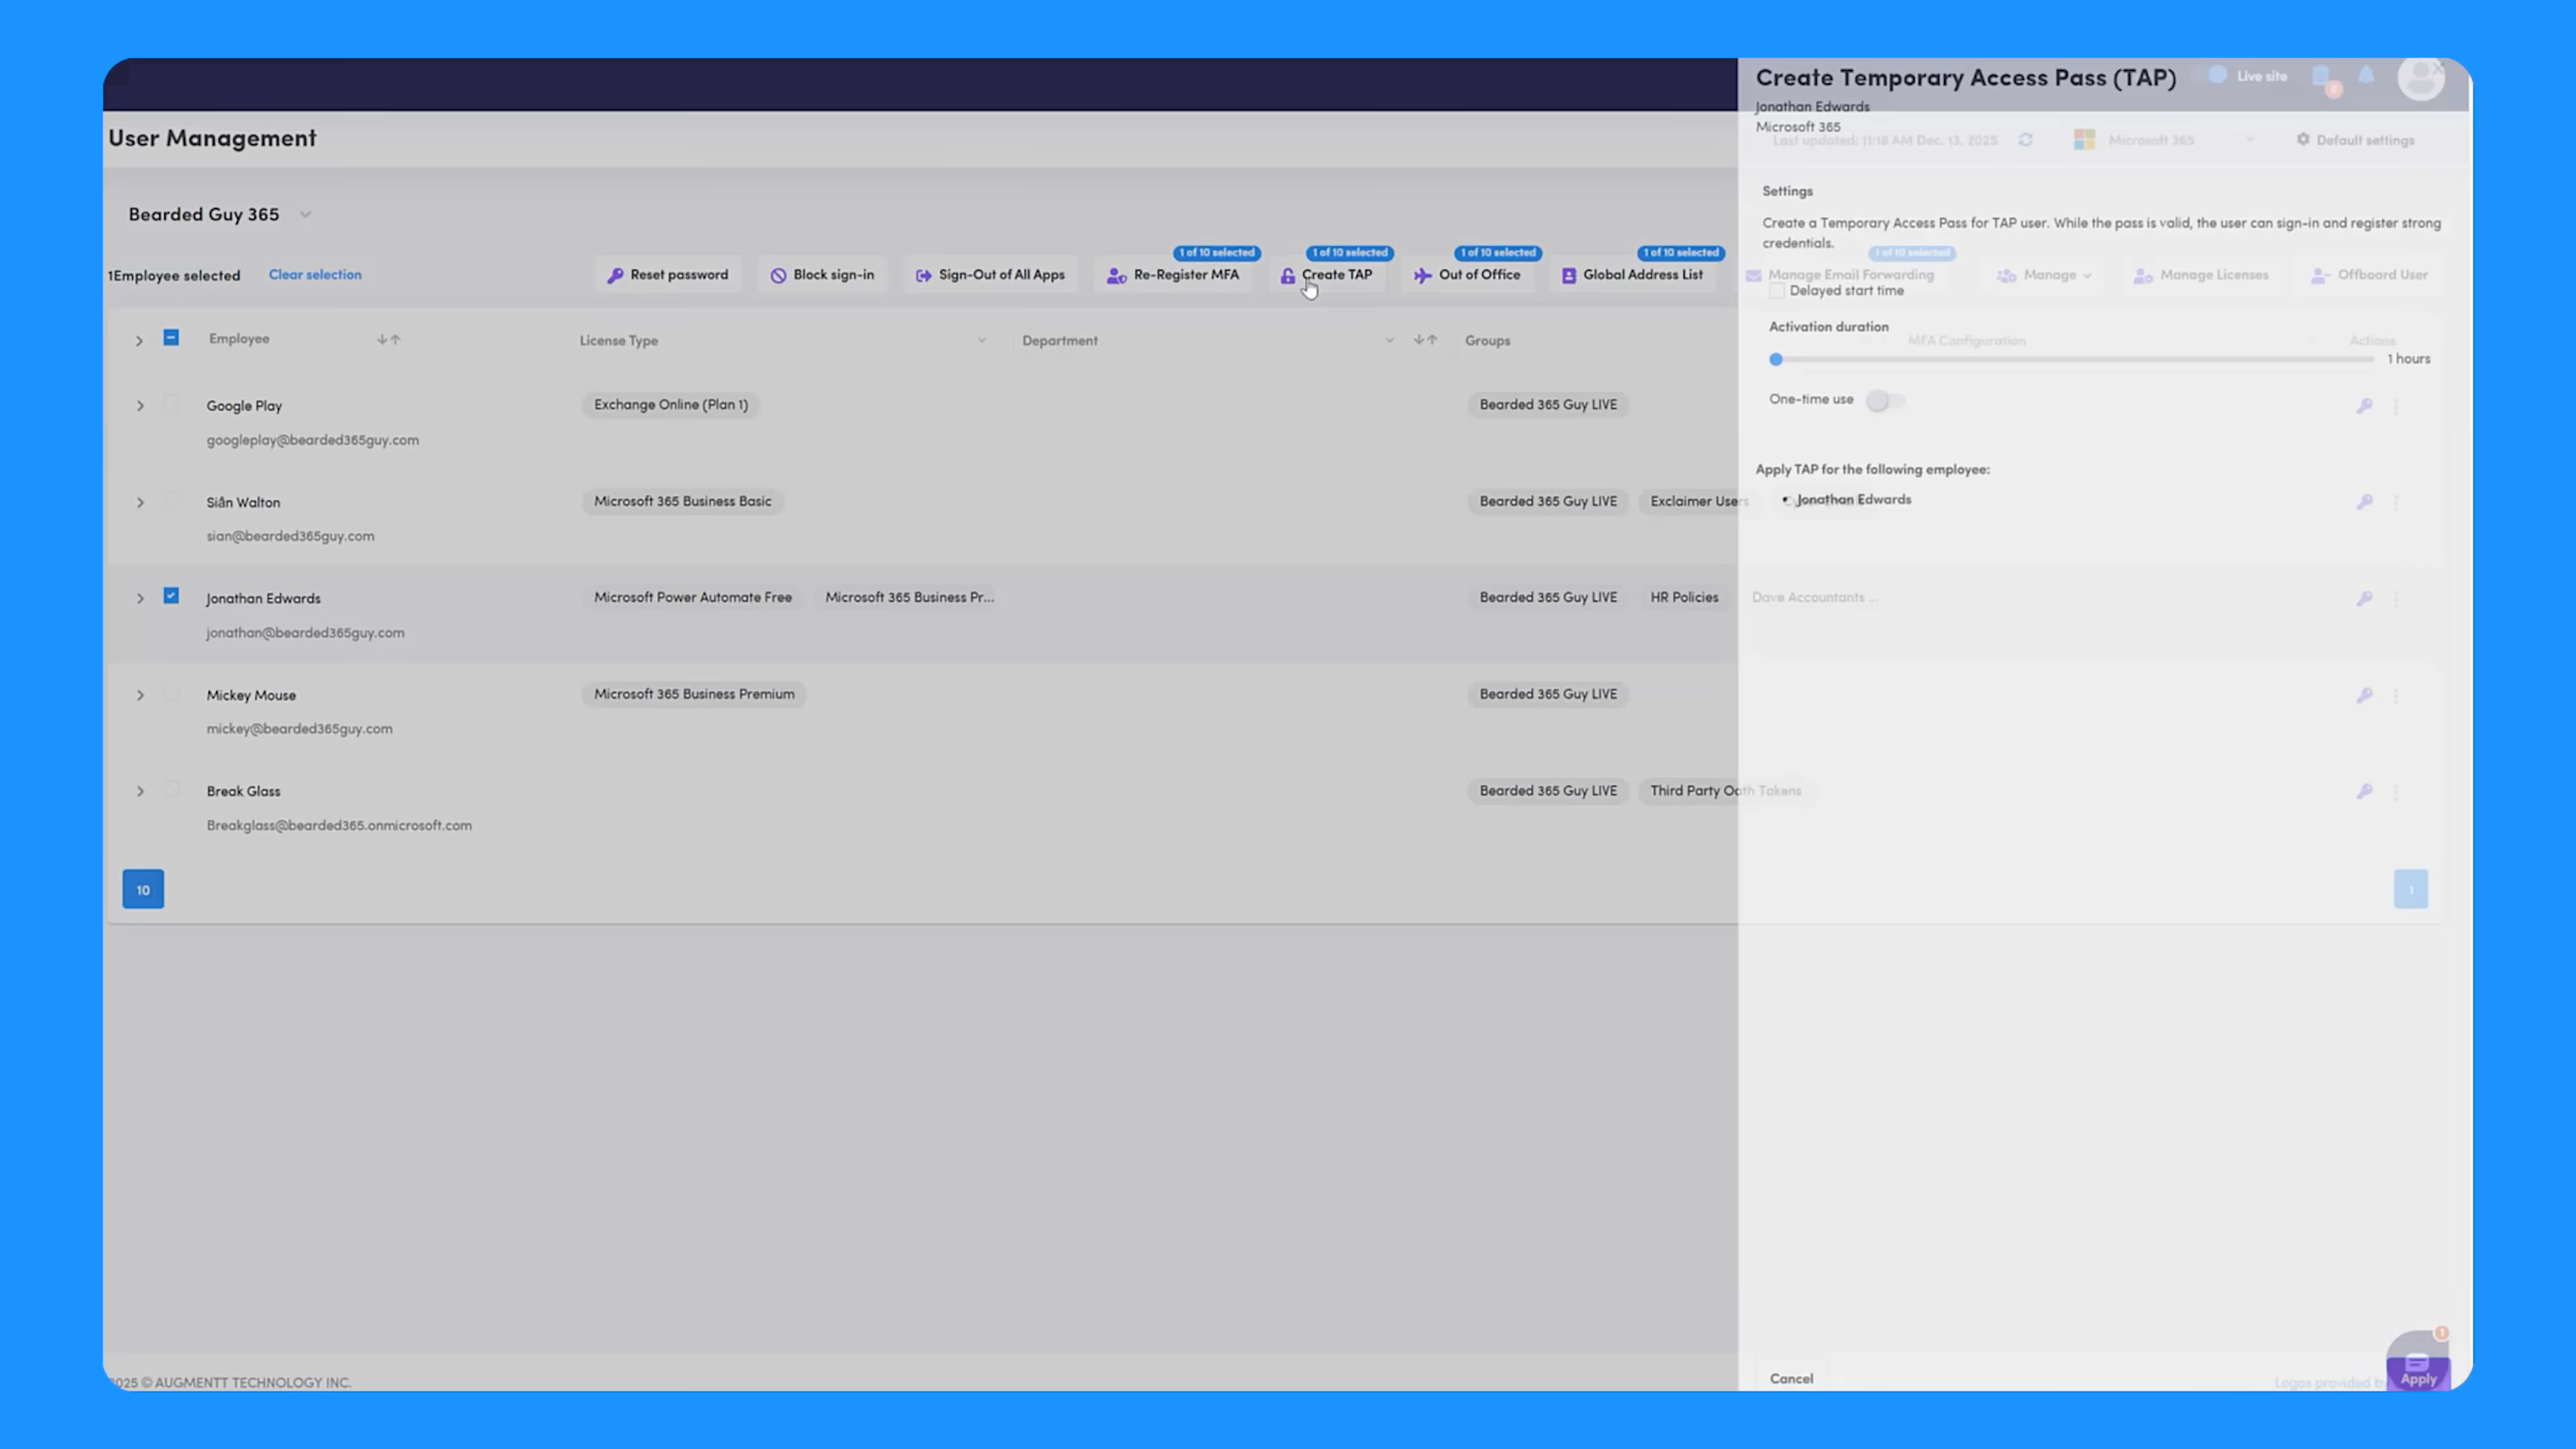 Create Temporary Access Pass (TAP)
Live site
Jonathan Edwards
Microsoft 365
User Management
Last updated: 11:18 AM Dec. 13, 2025
Microsoft 365
Default settings
Settings
Create a Temporary Access Pass for TAP user. While the pass is valid, the user can sign-in and register strong
credentials.
Bearded Guy 365
1 of 10 selected
1 of 10 selected
1 of 10 selected
1 of 10 selected
1 of 10 selected
1Employee selected
Clear selection
Reset password
Block sign-in
Sign-Out of All Apps
Re-Register MFA
Create TAP
Out of Office
Global Address List
Manage Email Forwarding
Manage
Manage Licenses
Offboard User
Delayed start time
Activation duration
1 hours
One-time use
Employee
License Type
Department
Groups
MFA Configuration
Actions
Google Play
googleplay@bearded365guy.com
Exchange Online (Plan 1)
Bearded 365 Guy LIVE
Apply TAP for the following employee:
• Jonathan Edwards
Siân Walton
sian@bearded365guy.com
Microsoft 365 Business Basic
Bearded 365 Guy LIVE
Exclaimer Users
Jonathan Edwards
jonathan@bearded365guy.com
Microsoft Power Automate Free
Microsoft 365 Business Pr...
Bearded 365 Guy LIVE
HR Policies
Dave Accountants ...
Mickey Mouse
mickey@bearded365guy.com
Microsoft 365 Business Premium
Bearded 365 Guy LIVE
Break Glass
Breakglass@bearded365.onmicrosoft.com
Bearded 365 Guy LIVE
Third Party Oath Tokens
10
1
Cancel
1
Apply
2025 © AUGMENTT TECHNOLOGY INC.
Logos provided